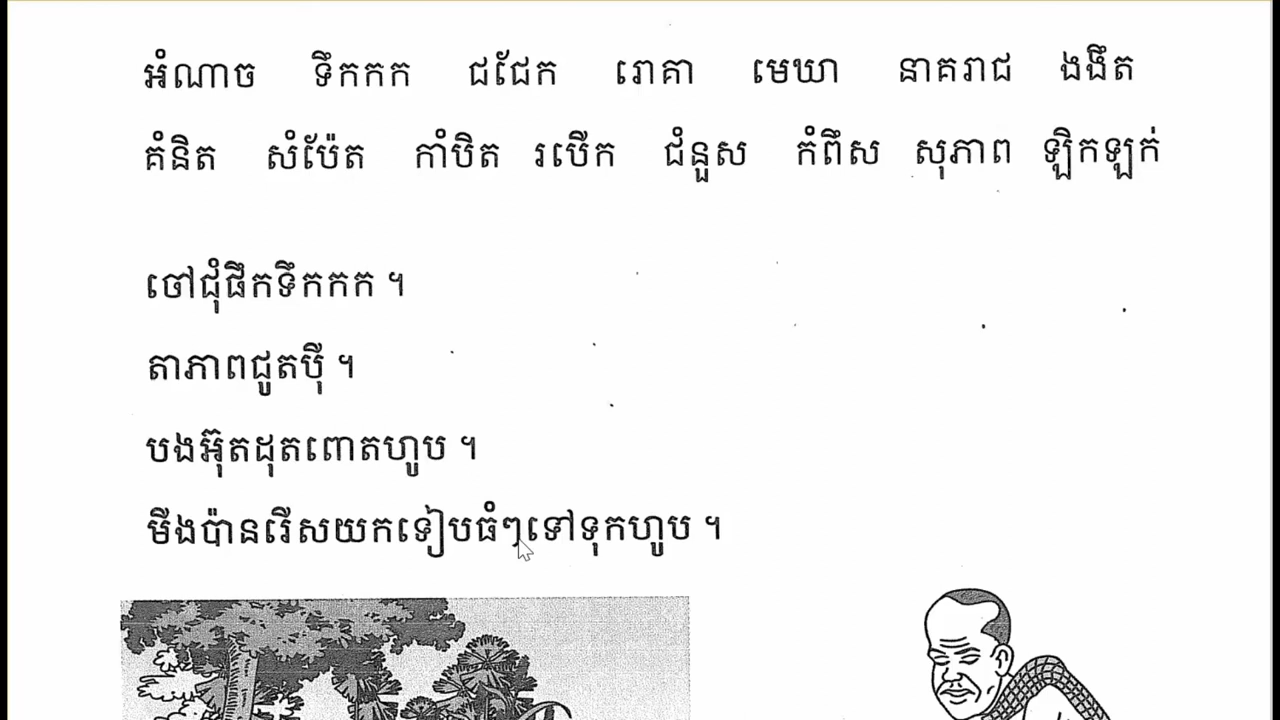 អំណាច ទឹកកក ជជែក រោគា មេឃា នាគរាជ ងងឹត
គំនិត សំប៉ែត កាំបិត របើក ជំនួស កំពឹស សុភាព ឡិកឡក់
ចៅជុំផឹកទឹកកក ។
តាភាពជូតប៊ី ។
បងអ៊ុតដុតពោតហូប ។
មីងប៉ានរើសយកទៀបធំៗទៅទុកហូប ។